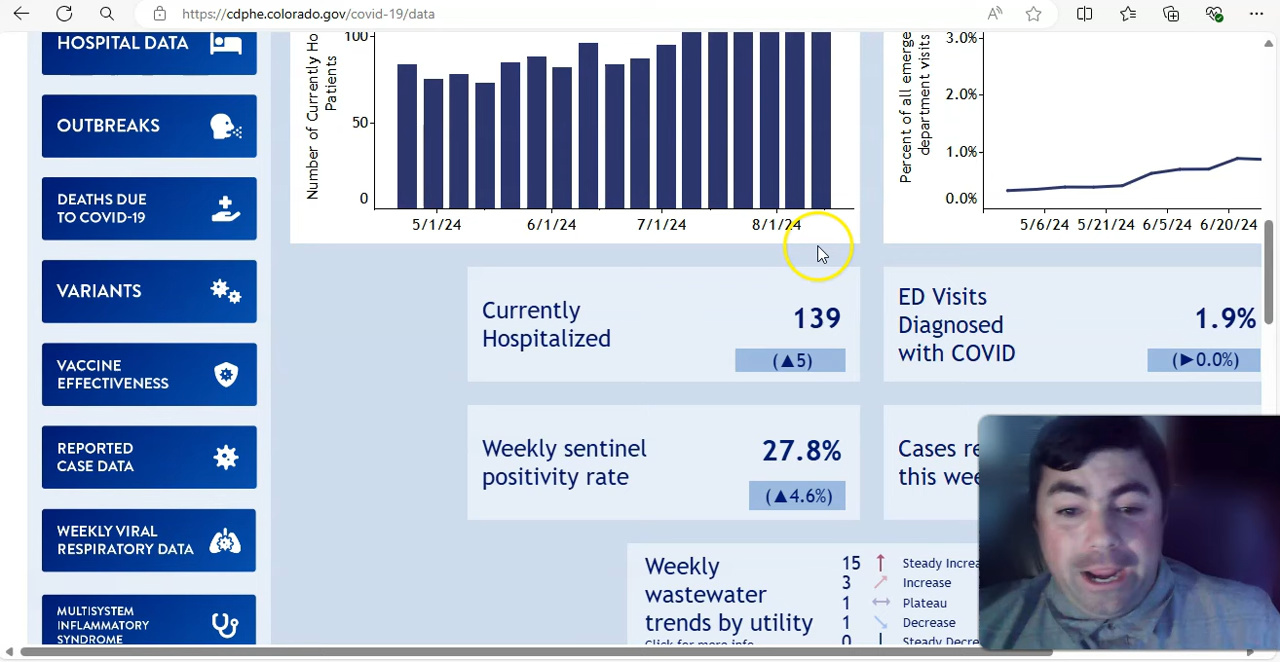 https://cdphe.colorado.gov/covid-19/data
HOSPITAL DATA
OUTBREAKS
DEATHS DUE
TO COVID-19
VARIANTS
VACCINE
EFFECTIVENESS
REPORTED
CASE DATA
WEEKLY VIRAL
RESPIRATORY DATA
MULTISYSTEM
INFLAMMATORY
SYNDROME
Number of Currently Ho
Patients
100
50
0
5/1/24 6/1/24 7/1/24 8/1/24
Percent of all emerge
department visits
3.0%
2.0%
1.0%
0.0%
5/6/24 5/21/24 6/5/24 6/20/24
Currently
Hospitalized
139
(▲5)
ED Visits
Diagnosed
with COVID
1.9%
(▶0.0%)
Weekly sentinel
positivity rate
27.8%
(▲4.6%)
Cases re
this wee
Weekly
wastewater
trends by utility
Click for more info
15 ↑ Steady Increa
3 ↗ Increase
1 ↔ Plateau
1 ↘ Decrease
0 Steady Decre